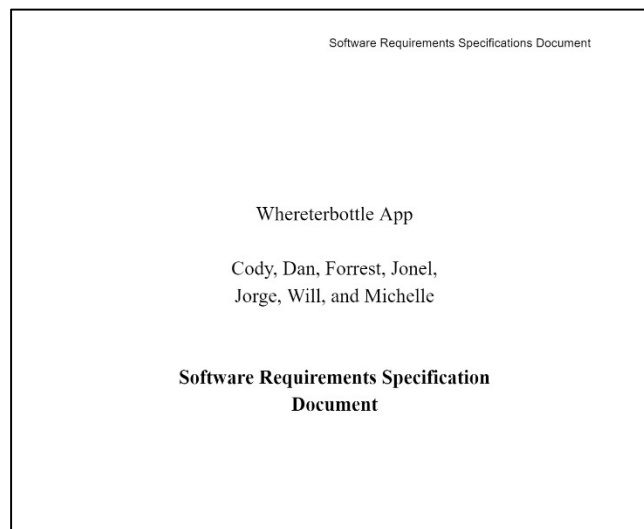 Software Requirements Specifications Document
Whereterbottle App
Cody, Dan, Forrest, Jonel,
Jorge, Will, and Michelle
Software Requirements Specification
Document